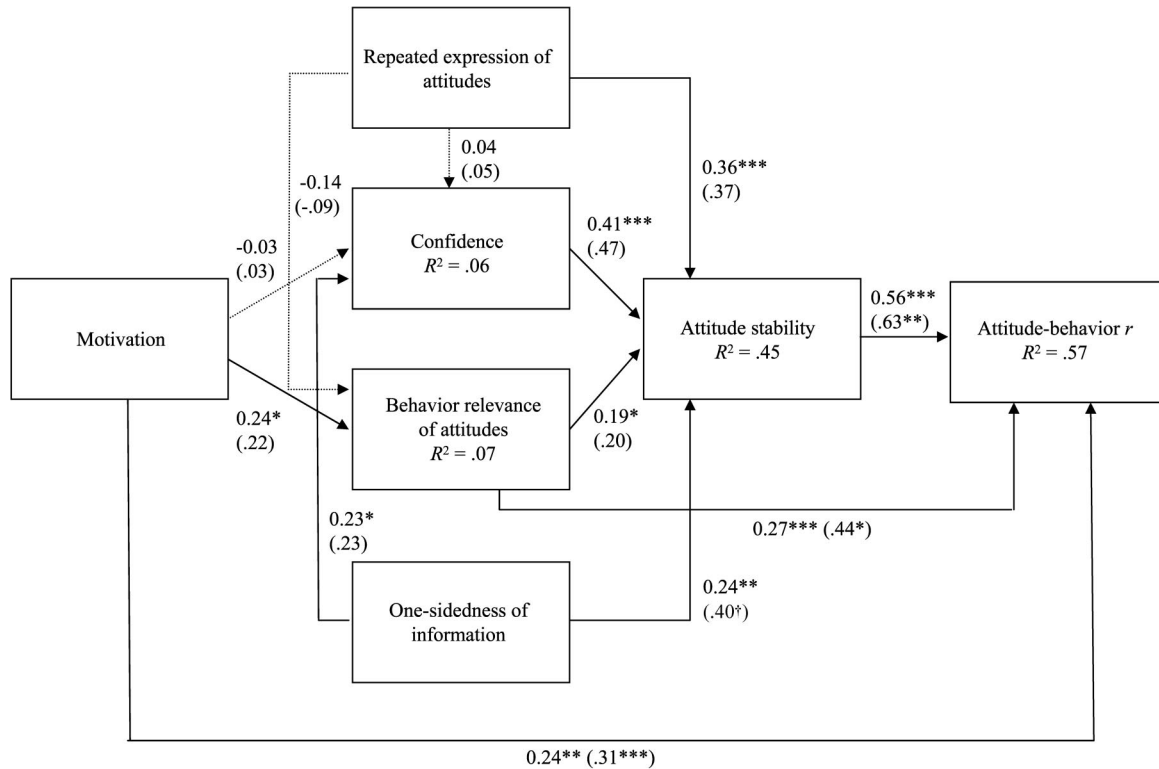 Repeated expression of
attitudes
0.04
(.05)
0.36***
(.37)
-0.14
(-.09)
-0.03
(.03)
Confidence
R² = .06
0.41***
(.47)
Motivation
Attitude stability
R² = .45
0.56***
(.63**)
Attitude-behavior r
R² = .57
0.24*
(.22)
Behavior relevance
of attitudes
R² = .07
0.19*
(.20)
0.27*** (.44*)
0.23*
(.23)
One-sidedness of
information
0.24**
(.40†)
0.24** (.31***)